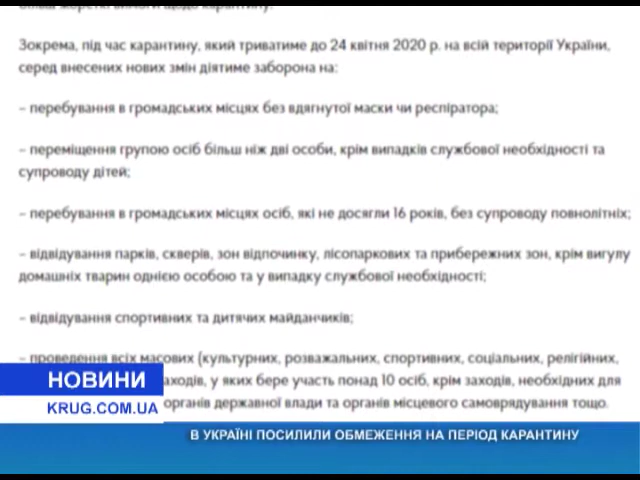 більш жорсткі вимоги щодо карантину.
Зокрема, під час карантину, який триватиме до 24 квітня 2020 р. на всій території України,
серед внесених нових змін діятиме заборона на:
– перебування в громадських місцях без вдягнутої маски чи респіратора;
– переміщення групою осіб більш ніж дві особи, крім випадків службової необхідності та
супроводу дітей;
– перебування в громадських місцях осіб, які не досягли 16 років, без супроводу повнолітніх;
– відвідування парків, скверів, зон відпочинку, лісопаркових та прибережних зон, крім вигулу
домашніх тварин однією особою та у випадку службової необхідності;
– відвідування спортивних та дитячих майданчиків;
– проведення всіх масових (культурних, розважальних, спортивних, соціальних, релігійних,
заходів, у яких бере участь понад 10 осіб, крім заходів, необхідних для
органів державної влади та органів місцевого самоврядування тощо.
НОВИНИ
KRUG.COM.UA
В УКРАЇНІ ПОСИЛИЛИ ОБМЕЖЕННЯ НА ПЕРІОД КАРАНТИНУ